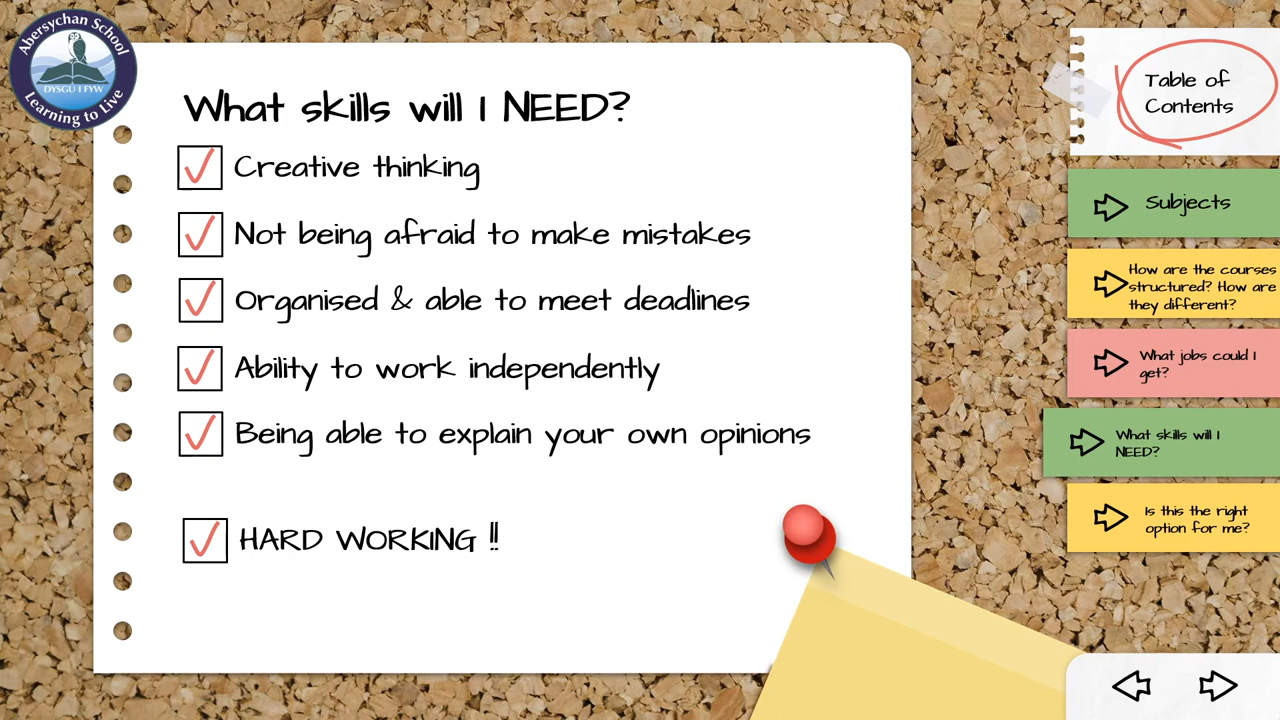 Abersychan School
DYSGU I FYW
Learning to Live
What skills will I NEED?
Creative thinking
Not being afraid to make mistakes
Organised & able to meet deadlines
Ability to work independently
Being able to explain your own opinions
HARD WORKING !!
Table of
Contents
Subjects
How are the courses
structured? How are
they different?
What jobs could I
get?
What skills will I
NEED?
Is this the right
option for me?